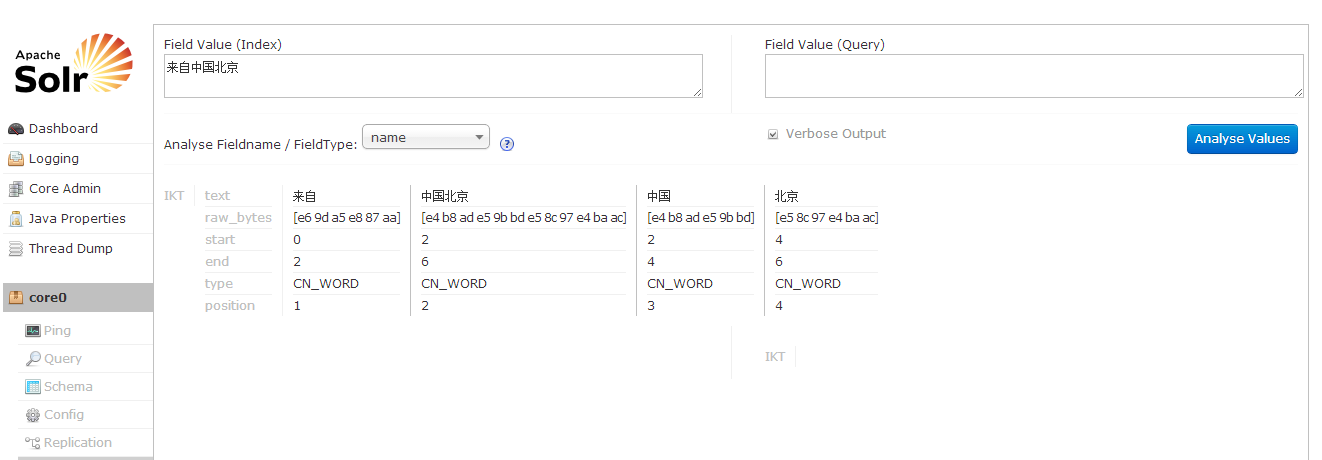 Apache
Solr
Dashboard
Logging
Core Admin
Java Properties
Thread Dump
core0
Ping
Query
Schema
Config
Replication
Field Value (Index)
来自中国北京
Field Value (Query)
Analyse Fieldname / FieldType: name ?
Verbose Output
Analyse Values
IKT text 来自 中国北京 中国 北京
raw_bytes [e6 9d a5 e8 87 aa] [e4 b8 ad e5 9b bd e5 8c 97 e4 ba ac] [e4 b8 ad e5 9b bd] [e5 8c 97 e4 ba ac]
start 0 2 2 4
end 2 6 4 6
type CN_WORD CN_WORD CN_WORD CN_WORD
position 1 2 3 4
IKT